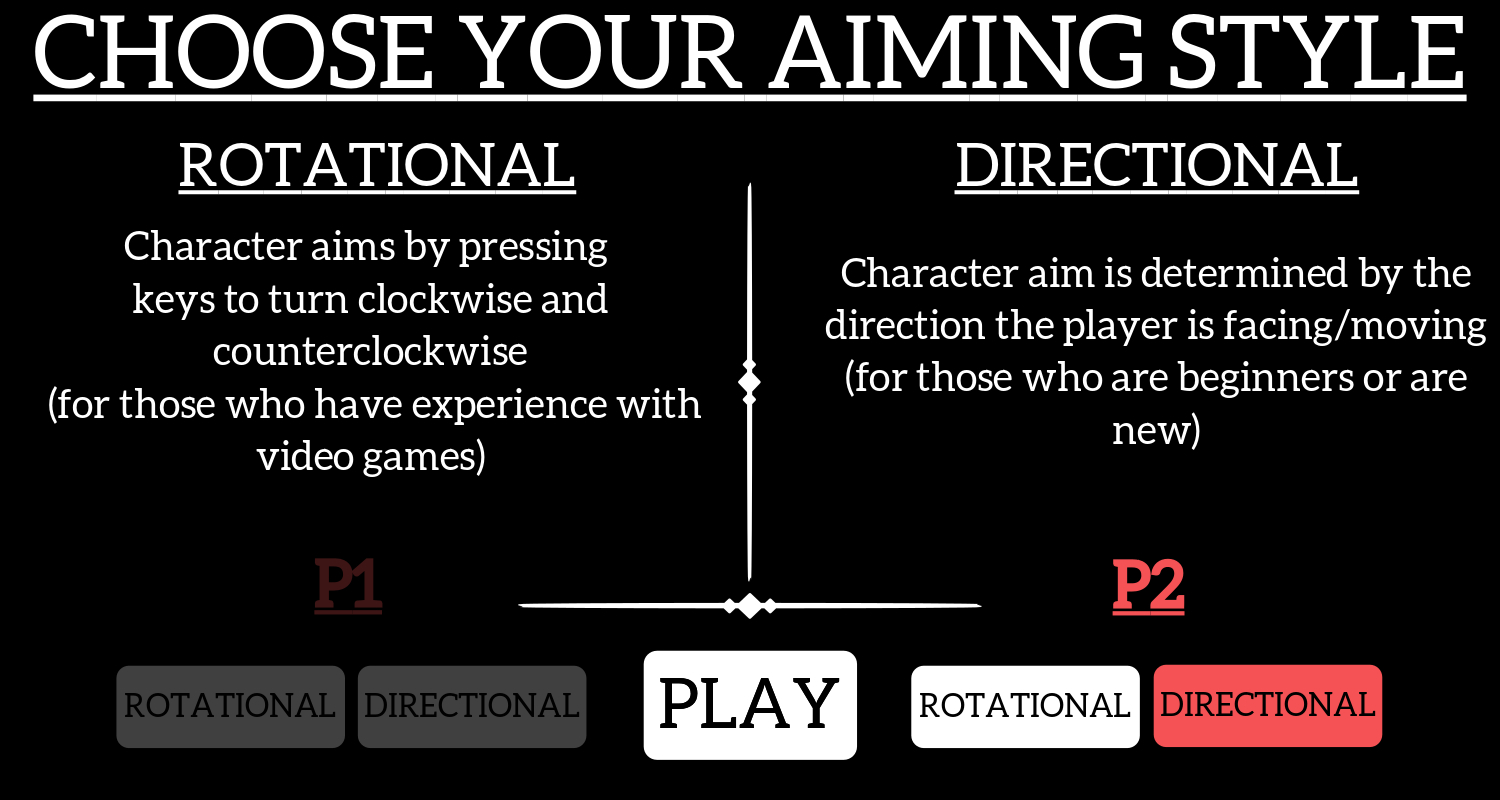 CHOOSE YOUR AIMING STYLE
ROTATIONAL
Character aims by pressing
keys to turn clockwise and
counterclockwise
(for those who have experience with
video games)
DIRECTIONAL
Character aim is determined by the
direction the player is facing/moving
(for those who are beginners or are
new)
P1
ROTATIONAL
DIRECTIONAL
PLAY
P2
ROTATIONAL
DIRECTIONAL